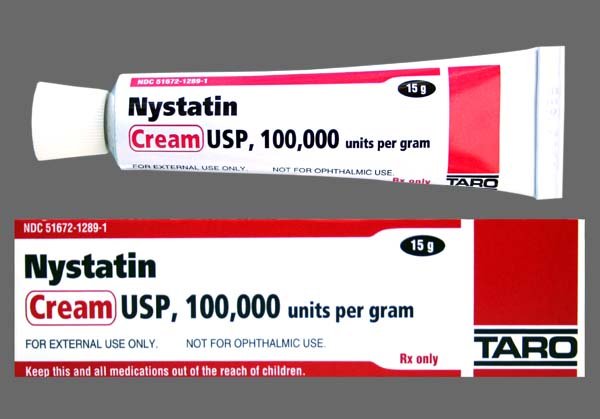 NDC 51672-1289-1
15 g
Nystatin
Cream USP, 100,000 units per gram
FOR EXTERNAL USE ONLY. NOT FOR OPHTHALMIC USE.
Rx only
TARO
NDC 51672-1289-1
15 g
Nystatin
Cream USP, 100,000 units per gram
FOR EXTERNAL USE ONLY. NOT FOR OPHTHALMIC USE.
Rx only
TARO
Keep this and all medications out of the reach of children.